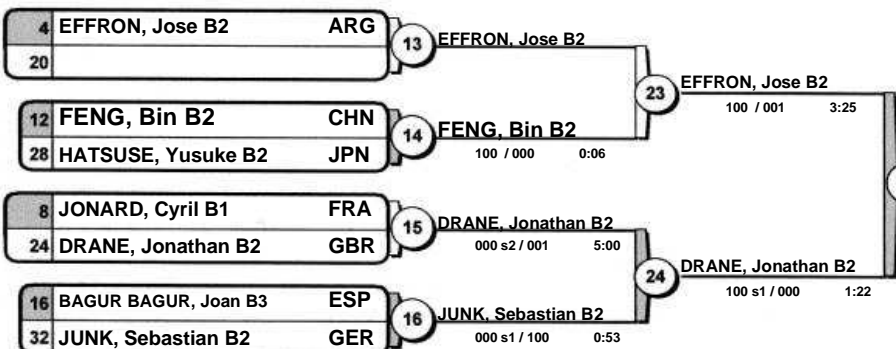 4 EFFRON, Jose B2 ARG
20
13
EFFRON, Jose B2
12 FENG, Bin B2 CHN
28 HATSUSE, Yusuke B2 JPN
14
FENG, Bin B2
100 / 000 0:06
23
EFFRON, Jose B2
100 / 001 3:25
8 JONARD, Cyril B1 FRA
24 DRANE, Jonathan B2 GBR
15
DRANE, Jonathan B2
000 s2 / 001 5:00
16 BAGUR BAGUR, Joan B3 ESP
32 JUNK, Sebastian B2 GER
16
JUNK, Sebastian B2
000 s1 / 100 0:53
24
DRANE, Jonathan B2
100 s1 / 000 1:22